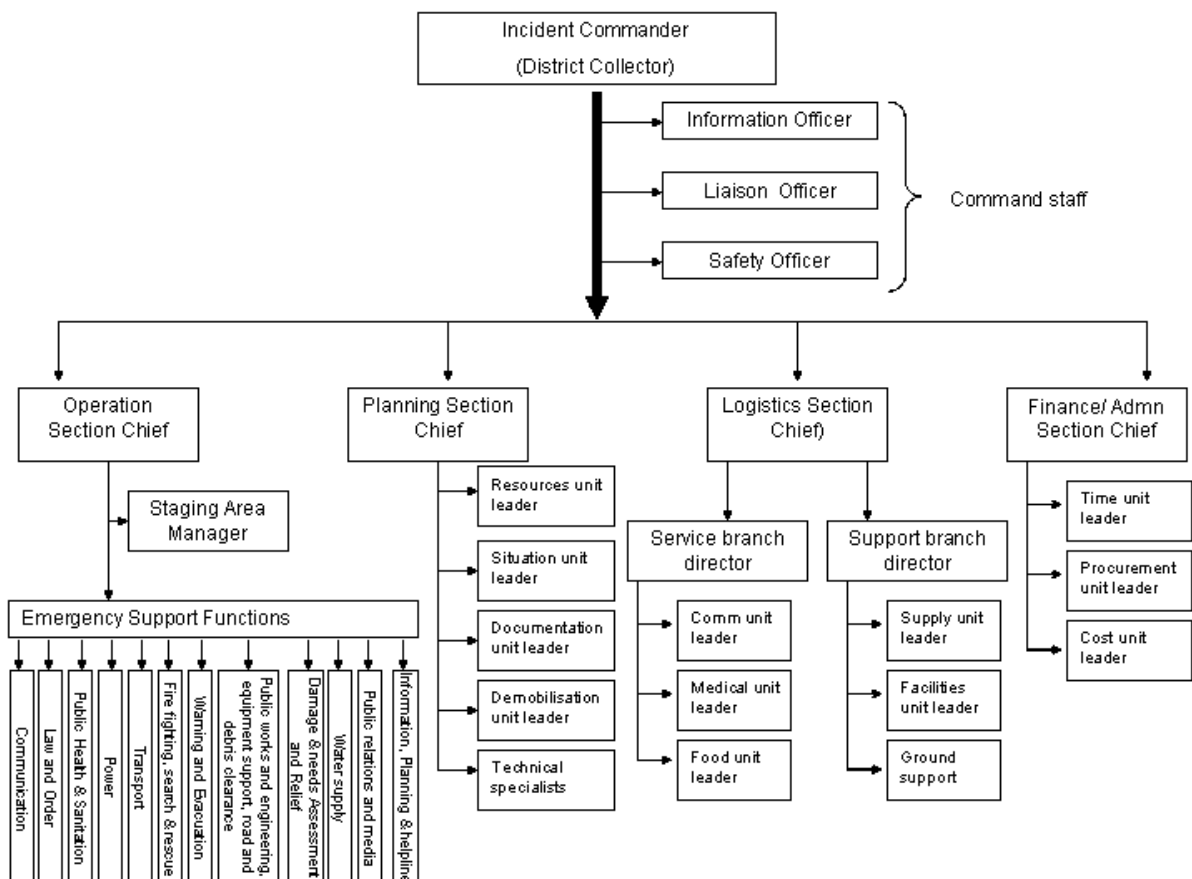 Incident Commander
(District Collector)
Information Officer
Liaison Officer
Safety Officer
Command staff
Operation
Section Chief
Planning Section
Chief
Logistics Section
Chief)
Finance/ Admn
Section Chief
Staging Area
Manager
Emergency Support Functions
Communication
Law and Order
Public Health & Sanitation
Power
Transport
Fire fighting, search &rescue
Warning and Evacuation
Public works and engineering,
equipment support, road and
debris clearance
Damage & needs Assessment
and Relief
Water supply
Public relations and media
Information, Planning & helpline
Resources unit
leader
Situation unit
leader
Documentation
unit leader
Demobilisation
unit leader
Technical
specialists
Service branch
director
Comm unit
leader
Medical unit
leader
Food unit
leader
Support branch
director
Supply unit
leader
Facilities
unit leader
Ground
support
Time unit
leader
Procurement
unit leader
Cost unit
leader